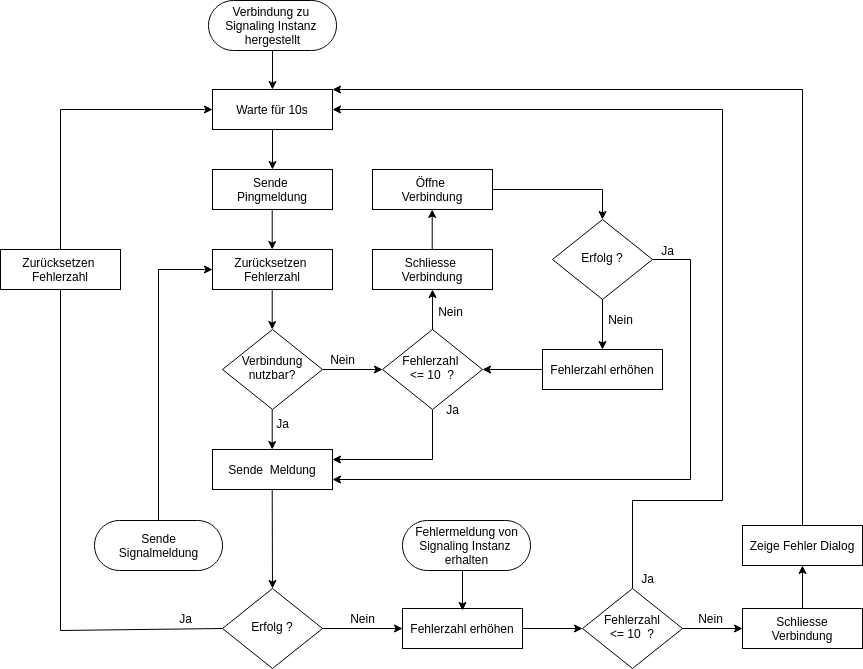 Verbindung zu
Signaling Instanz
hergestellt
Warte für 10s
Sende
Pingmeldung
Öffne
Verbindung
Zurücksetzen
Fehlerzahl
Zurücksetzen
Fehlerzahl
Schliesse
Verbindung
Erfolg ?
Ja
Nein
Nein
Verbindung
nutzbar?
Nein
Fehlerzahl
<= 10 ?
Fehlerzahl erhöhen
Ja
Ja
Sende Meldung
Sende
Signalmeldung
Fehlermeldung von
Signaling Instanz
erhalten
Zeige Fehler Dialog
Ja
Ja
Erfolg ?
Nein
Fehlerzahl erhöhen
Fehlerzahl
<= 10 ?
Nein
Schliesse
Verbindung